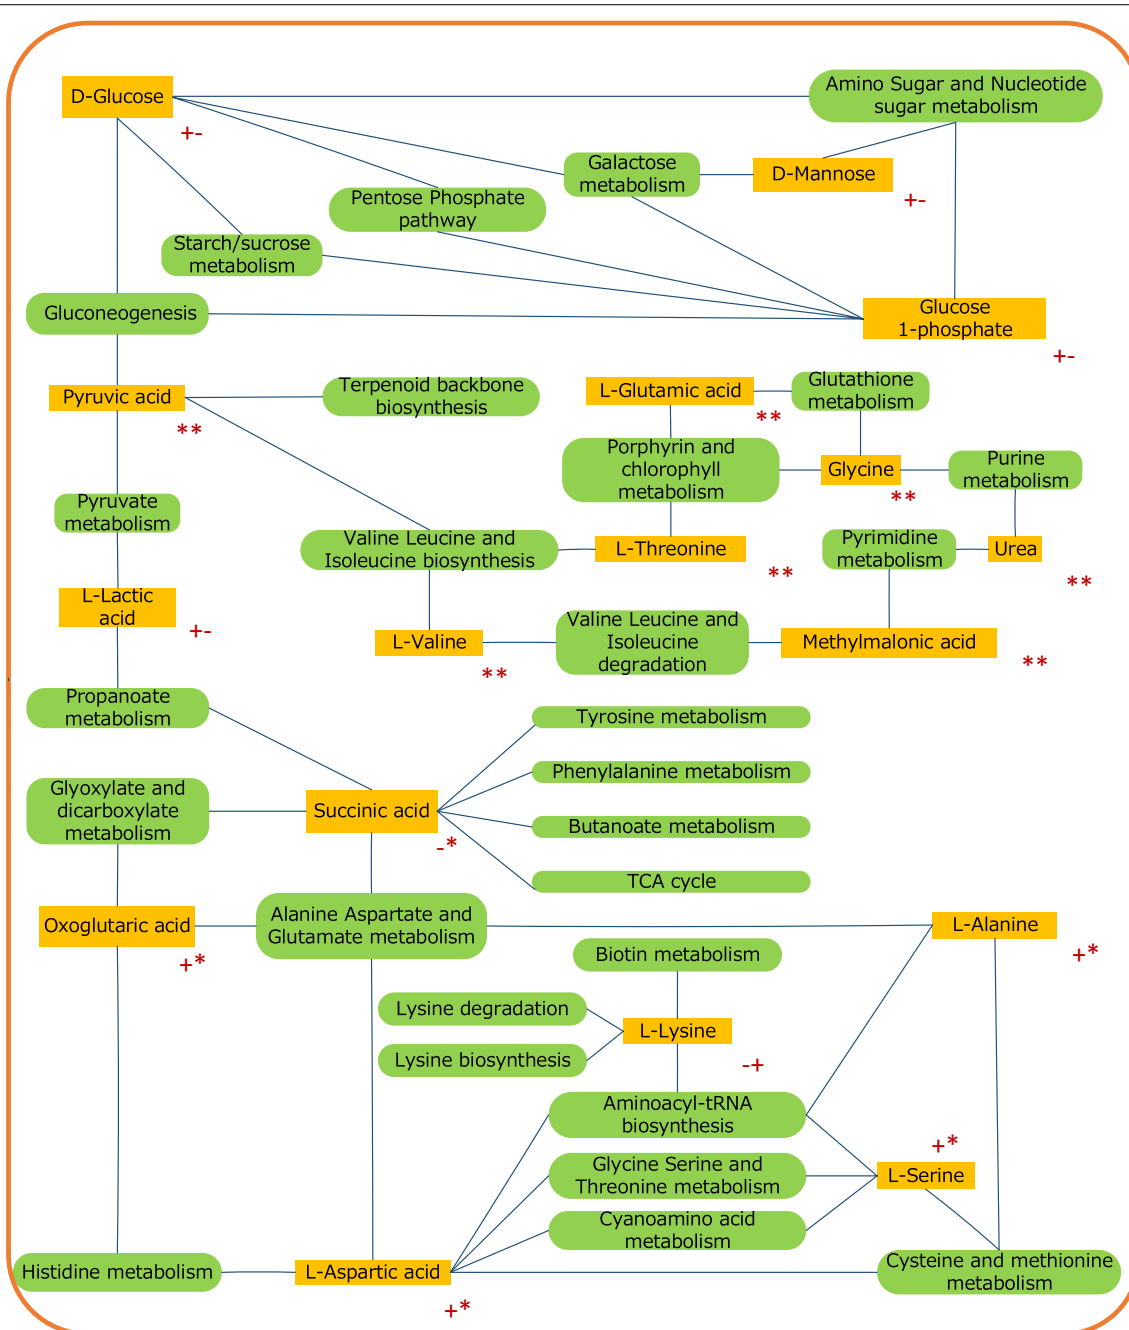 D-Glucose
+-
Amino Sugar and Nucleotide
sugar metabolism
Galactose
metabolism
D-Mannose
+-
Pentose Phosphate
pathway
Starch/sucrose
metabolism
Gluconeogenesis
Glucose
1-phosphate
+-
Pyruvic acid
**
Terpenoid backbone
biosynthesis
L-Glutamic acid
**
Glutathione
metabolism
Porphyrin and
chlorophyll
metabolism
Glycine
**
Purine
metabolism
Pyruvate
metabolism
Valine Leucine and
Isoleucine biosynthesis
L-Threonine
**
Pyrimidine
metabolism
Urea
**
L-Lactic
acid
+-
L-Valine
**
Valine Leucine and
Isoleucine
degradation
Methylmalonic acid
**
Propanoate
metabolism
Tyrosine metabolism
Phenylalanine metabolism
Glyoxylate and
dicarboxylate
metabolism
Succinic acid
-*
Butanoate metabolism
TCA cycle
Oxoglutaric acid
+*
Alanine Aspartate and
Glutamate metabolism
L-Alanine
+*
Biotin metabolism
Lysine degradation
L-Lysine
-+
Lysine biosynthesis
Aminoacyl-tRNA
biosynthesis
+*
L-Serine
Glycine Serine and
Threonine metabolism
Cyanoamino acid
metabolism
Histidine metabolism
L-Aspartic acid
+*
Cysteine and methionine
metabolism